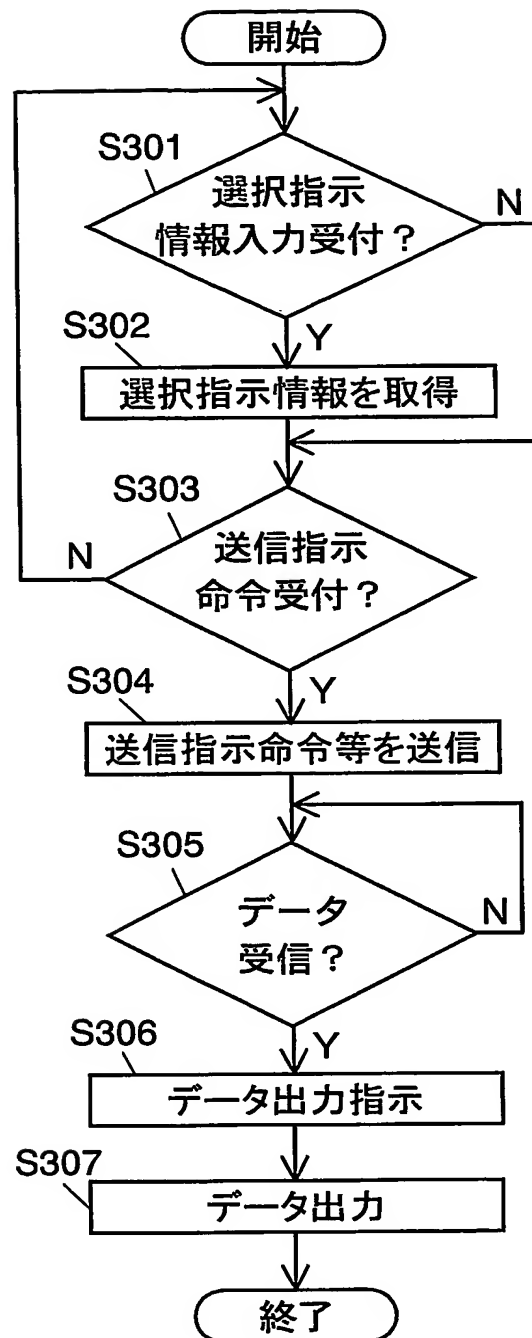 開始
S301
選択指示
情報入力受付？
N
Y
S302
選択指示情報を取得
S303
送信指示
命令受付？
N
Y
S304
送信指示命令等を送信
S305
データ
受信？
N
Y
S306
データ出力指示
S307
データ出力
終了